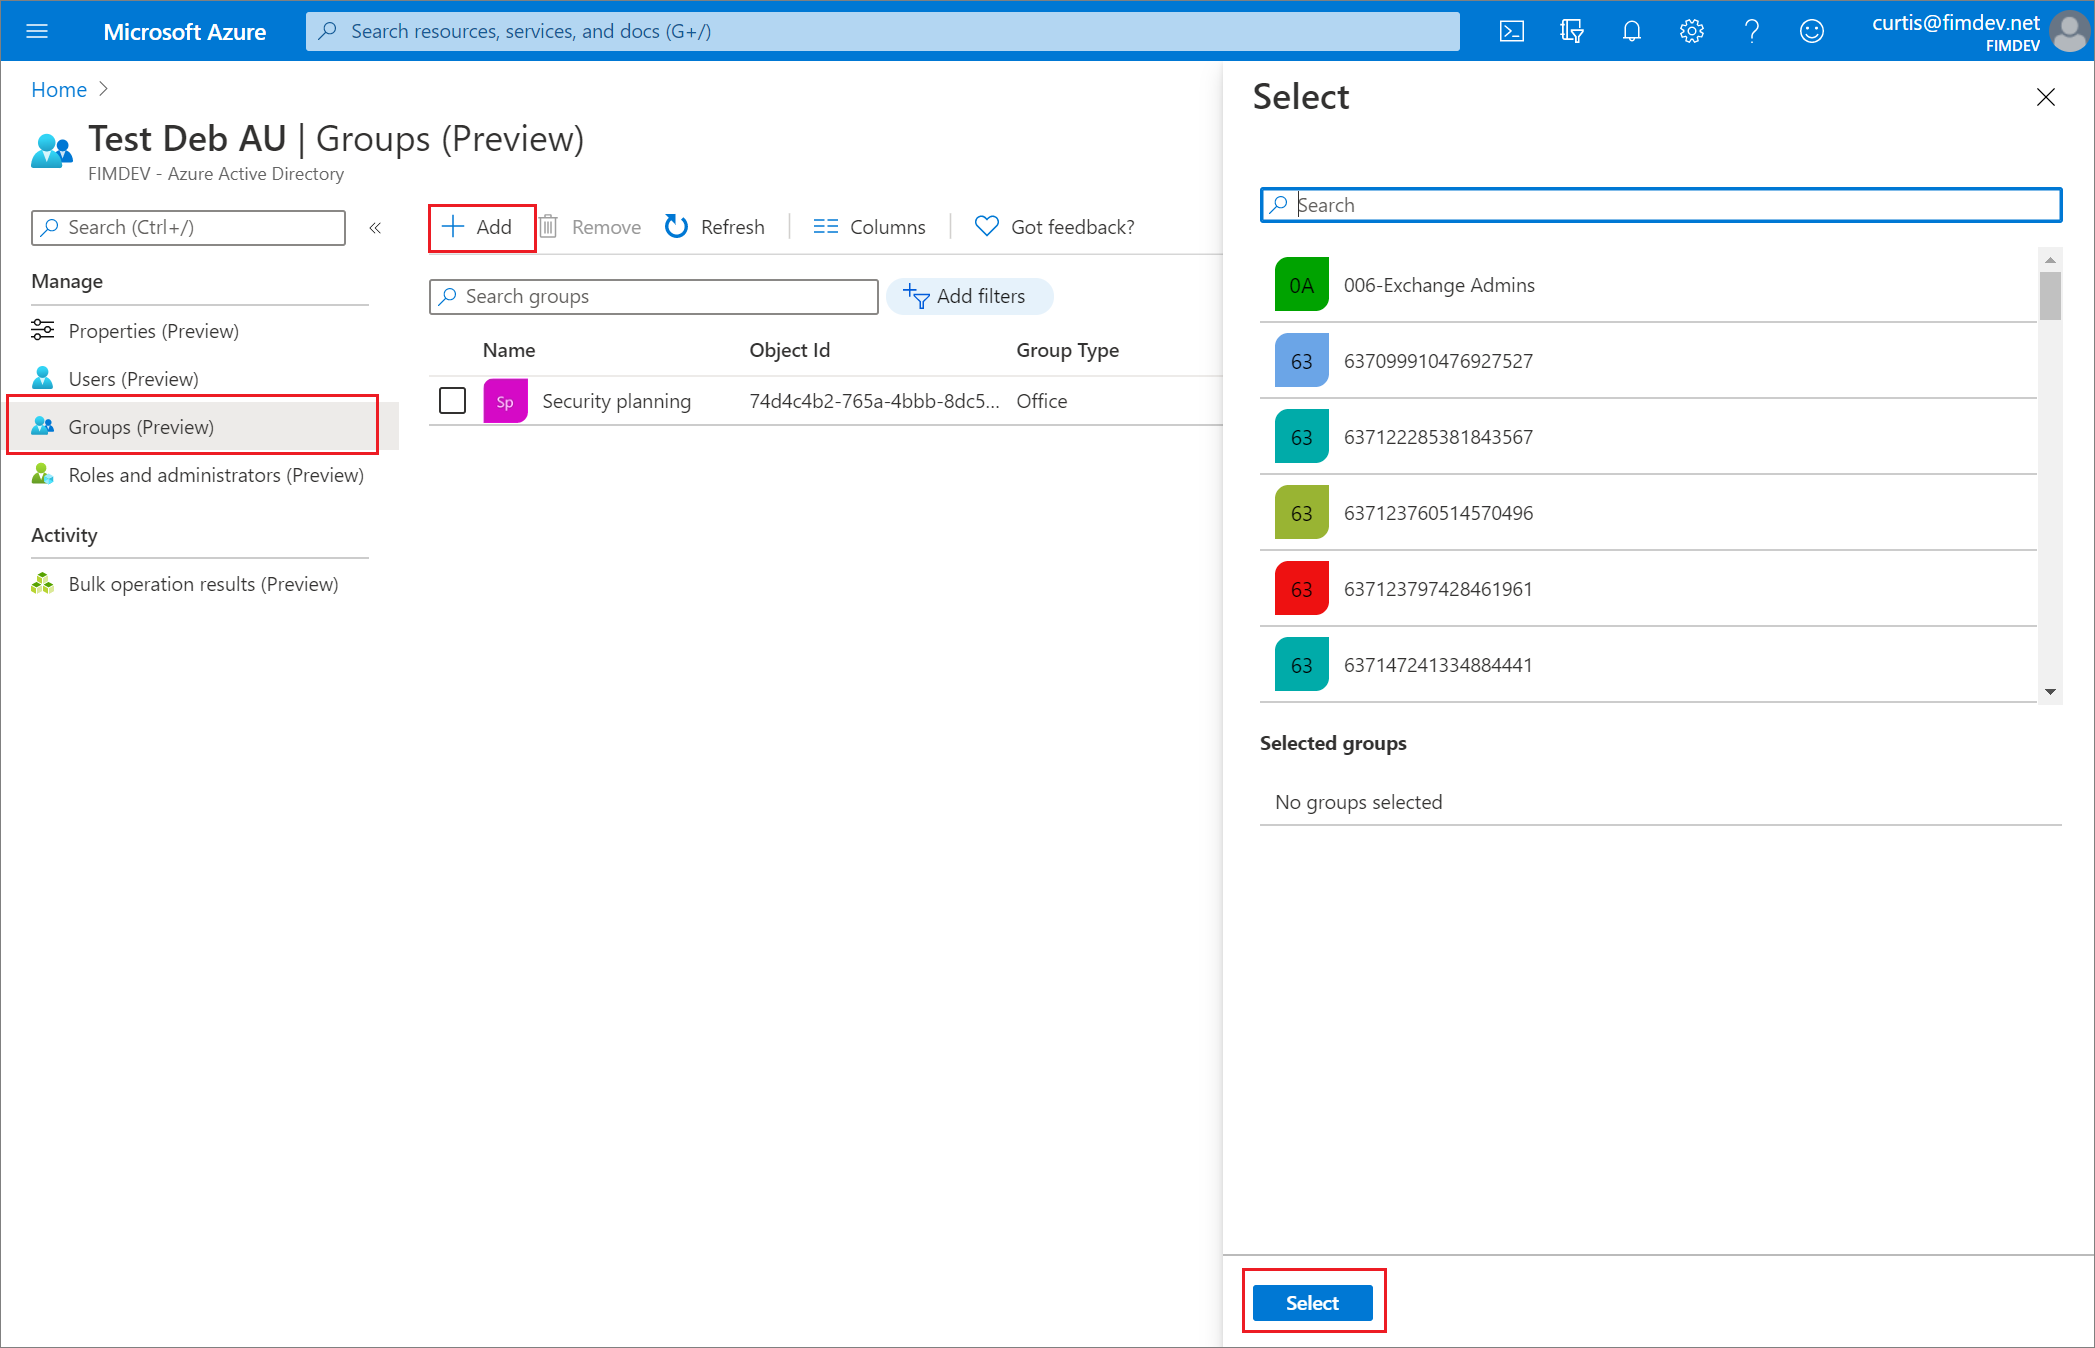 Microsoft Azure
Search resources, services, and docs (G+/)
curtis@fimdev.net
FIMDEV
Home
Test Deb AU | Groups (Preview)
FIMDEV - Azure Active Directory
Search (Ctrl+/)
«
Manage
Properties (Preview)
Users (Preview)
Groups (Preview)
Roles and administrators (Preview)
Activity
Bulk operation results (Preview)
Add
Remove
Refresh
Columns
Got feedback?
Search groups
Add filters
Name Object Id Group Type
Sp Security planning 74d4c4b2-765a-4bbb-8dc5... Office
Select
Search
0A 006-Exchange Admins
63 637099910476927527
63 637122285381843567
63 637123760514570496
63 637123797428461961
63 637147241334884441
Selected groups
No groups selected
Select